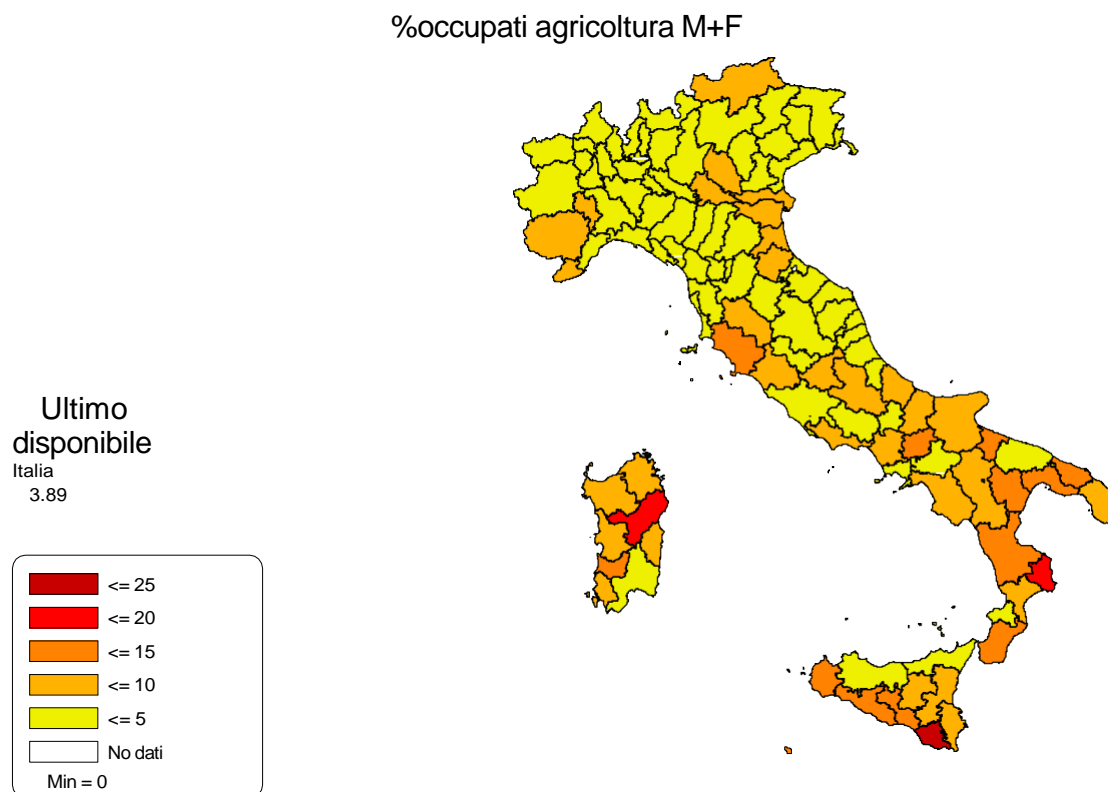 %occupati agricoltura M+F
Ultimo
disponibile
Italia
3.89
<= 25
<= 20
<= 15
<= 10
<= 5
No dati
Min = 0